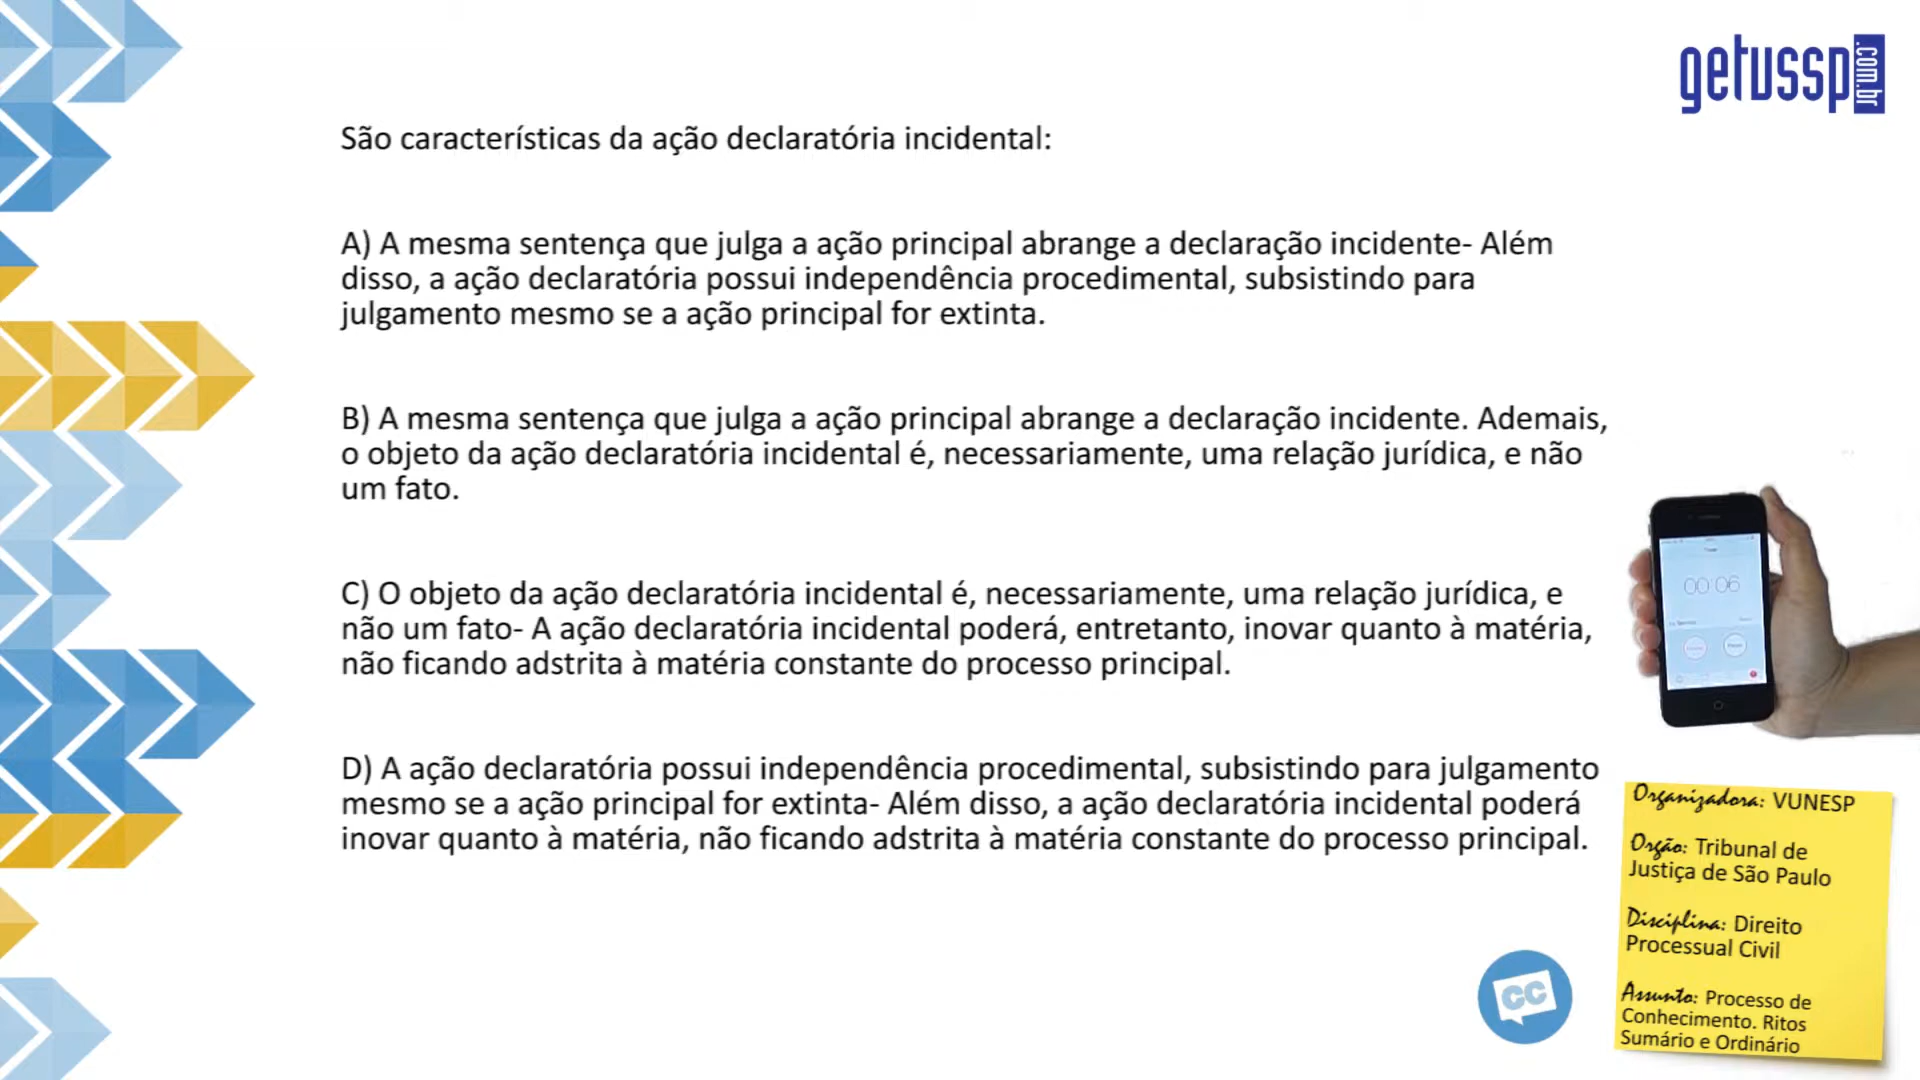 getussp.com.br
São características da ação declaratória incidental:
A) A mesma sentença que julga a ação principal abrange a declaração incidente- Além
disso, a ação declaratória possui independência procedimental, subsistindo para
julgamento mesmo se a ação principal for extinta.
B) A mesma sentença que julga a ação principal abrange a declaração incidente. Ademais,
o objeto da ação declaratória incidental é, necessariamente, uma relação jurídica, e não
um fato.
C) O objeto da ação declaratória incidental é, necessariamente, uma relação jurídica, e
não um fato- A ação declaratória incidental poderá, entretanto, inovar quanto à matéria,
não ficando adstrita à matéria constante do processo principal.
D) A ação declaratória possui independência procedimental, subsistindo para julgamento
mesmo se a ação principal for extinta- Além disso, a ação declaratória incidental poderá
inovar quanto à matéria, não ficando adstrita à matéria constante do processo principal.
00:06
Organizadora: VUNESP
Orgão: Tribunal de
Justiça de São Paulo
Disciplina: Direito
Processual Civil
Assunto: Processo de
Conhecimento. Ritos
Sumário e Ordinário
CC